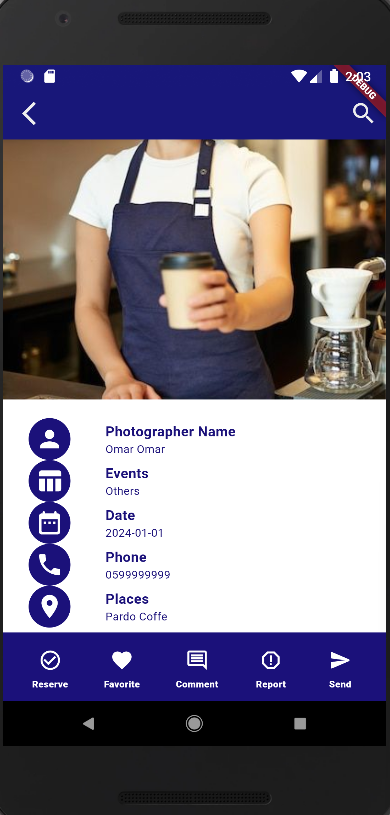 2:03
DEBUG
Photographer Name
Omar Omar
Events
Others
Date
2024-01-01
Phone
0599999999
Places
Pardo Coffe
Reserve
Favorite
Comment
Report
Send